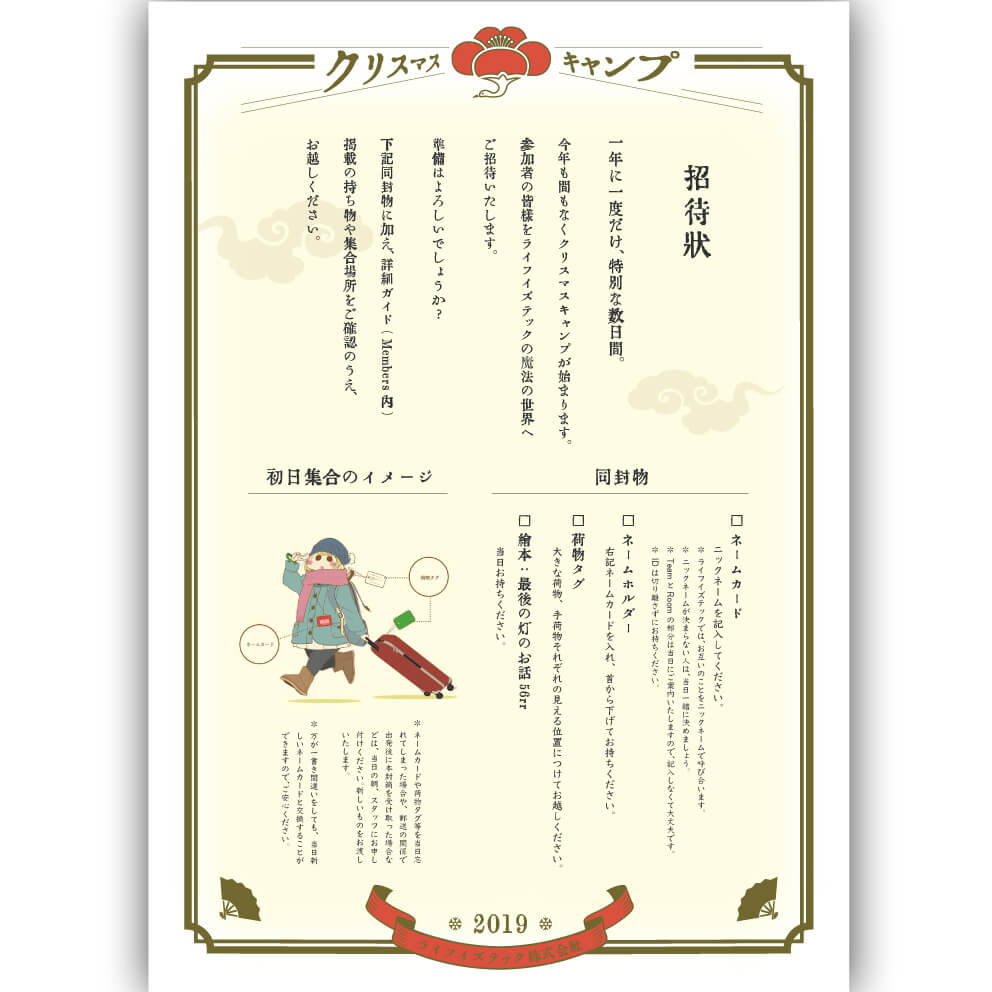 クリスマス キャンプ
招待狀
一年に一度だけ、特別な数日間。
今年も間もなくクリスマスキャンプが始まります。
参加者の皆様をライフイズテックの魔法の世界へ
ご招待いたします。
準備はよろしいでしょうか?
下記同封物に加え、詳細ガイド(Members 内)
掲載の持ち物や集合場所をご確認のうえ、
お越しください。
同封物
□ ネームカード
ニックネームを記入してください。
※ ライフイズテックでは、お互いのことをニックネームで呼び合います。
※ ニックネームが決まらない人は、当日一緒に決めましょう。
※ Team と Room の部分は当日にご案内いたしますので、記入しなくて大丈夫です。
※ ID は切り離さずにお持ちください。
□ ネームホルダー
右記ネームカードを入れ、首から下げてお持ちください。
□ 荷物タグ
大きな荷物、手荷物それぞれの見える位置につけてお越しください。
□ 繪本:最後の灯のお話 56rr
当日お持ちください。
初日集合のイメージ
荷物タグ
ネームカード
※ ネームカードや荷物タグ等を当日忘
れてしまった場合や、郵送の関係で
出発後に本封筒を受け取った場合な
どは、当日の朝、スタッフにお申し
付けください。新しいものをお渡し
いたします。
※ 万が一書き間違いをしても、当日新
しいネームカードと交換することが
できますので、ご安心ください。
2019
ライフイズテック株式会社